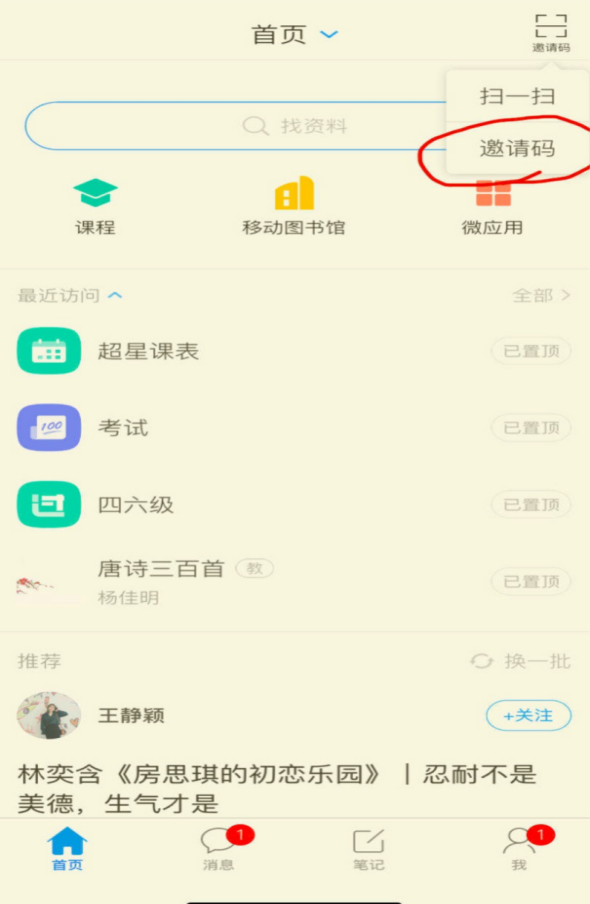 首页
邀请码
扫一扫
邀请码
找资料
课程
移动图书馆
微应用
最近访问
全部
超星课表
已置顶
100
考试
已置顶
四六级
已置顶
唐诗三百首 教
杨佳明
已置顶
推荐
换一批
王静颖
+关注
林奕含《房思琪的初恋乐园》｜忍耐不是
美德，生气才是
1
1
首页
消息
笔记
我